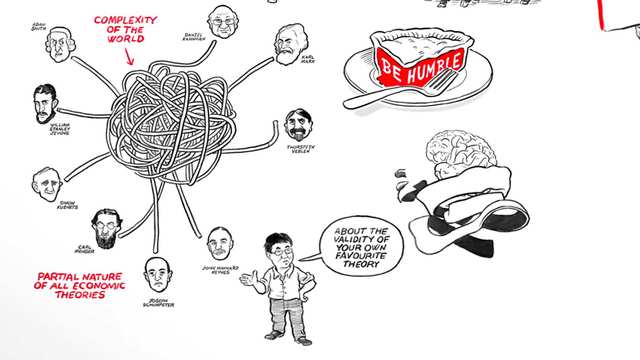 COMPLEXITY
OF THE
WORLD
ADAM
SMITH
DANIEL
KAHNEMAN
KARL
MARX
WILLIAM
STANLEY
JEVONS
THORSTEIN
VEBLEN
SIMON
KUZNETS
CARL
MENGER
JOSEPH
SCHUMPETER
JOHN MAYNARD
KEYNES
PARTIAL NATURE
OF ALL ECONOMIC
THEORIES
BE HUMBLE
ABOUT THE
VALIDITY OF
YOUR OWN
FAVOURITE
THEORY